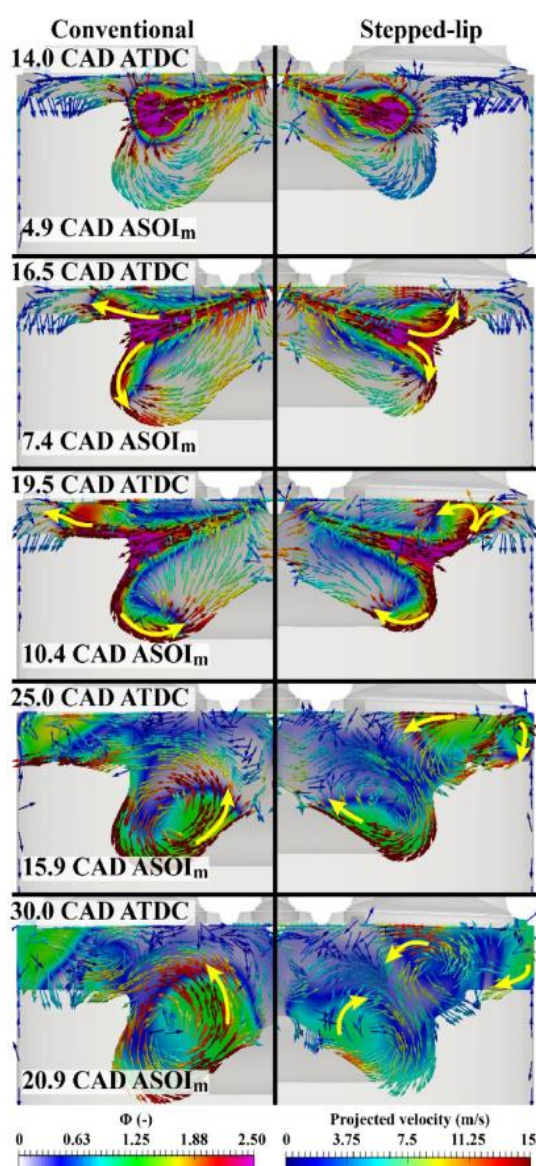 Conventional
Stepped-lip
14.0 CAD ATDC
4.9 CAD ASOIm
16.5 CAD ATDC
7.4 CAD ASOIm
19.5 CAD ATDC
10.4 CAD ASOIm
25.0 CAD ATDC
15.9 CAD ASOIm
30.0 CAD ATDC
20.9 CAD ASOIm
Φ (-)
0 0.63 1.25 1.88 2.50
Projected velocity (m/s)
0 3.75 7.5 11.25 15